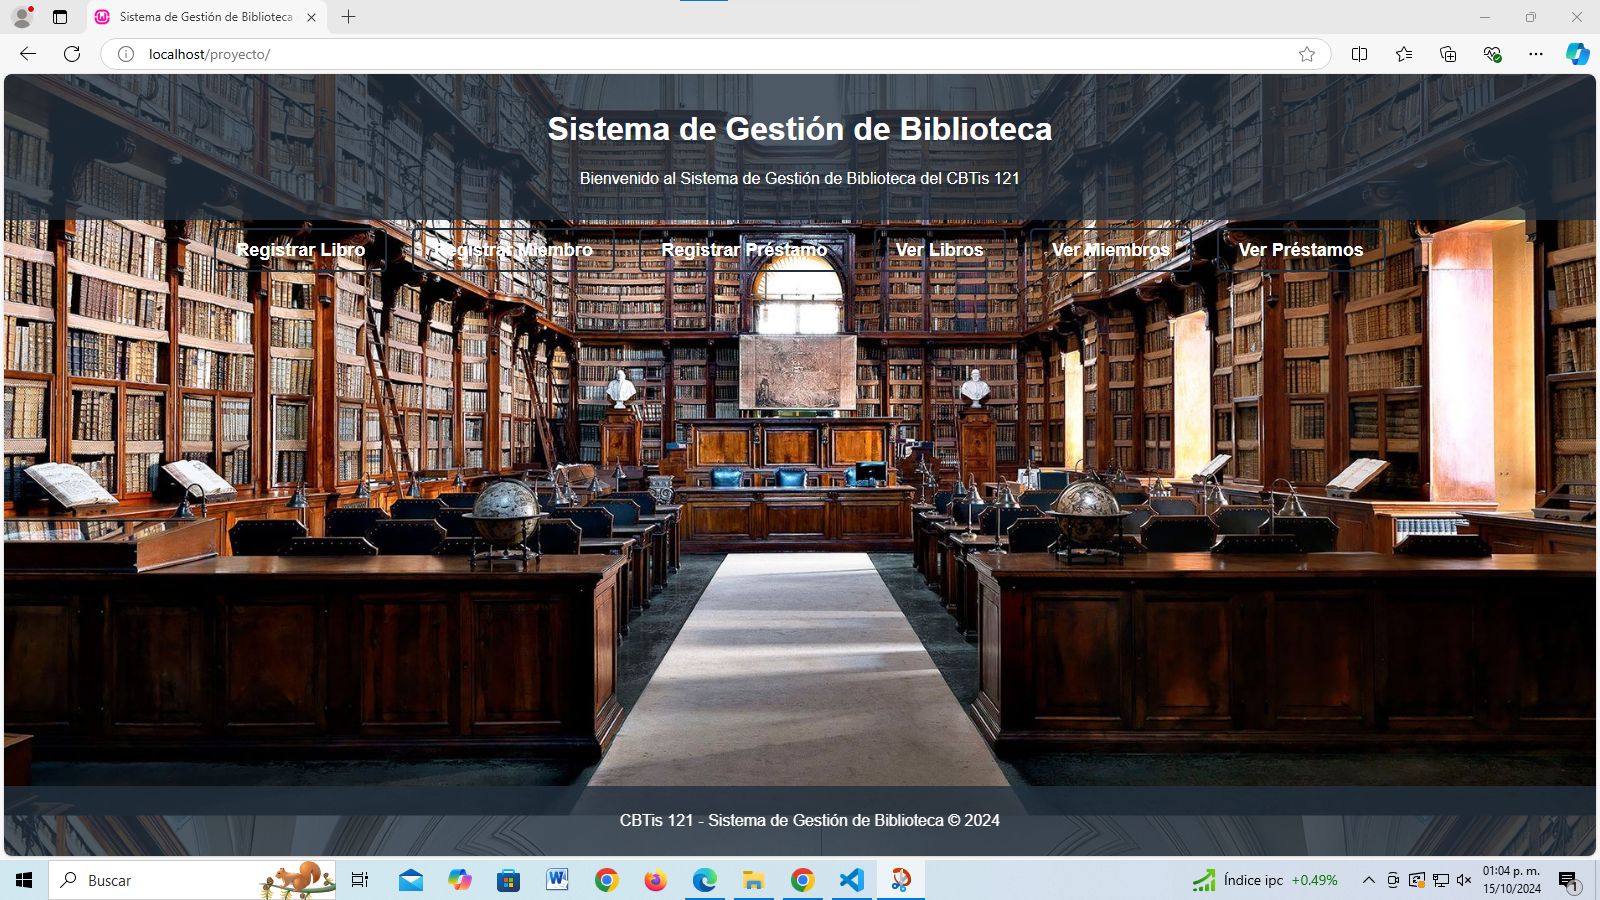 Sistema de Gestión de Biblioteca
localhost/proyecto/
Sistema de Gestión de Biblioteca
Bienvenido al Sistema de Gestión de Biblioteca del CBTis 121
Registrar Libro
Registrar Miembro
Registrar Préstamo
Ver Libros
Ver Miembros
Ver Préstamos
CBTis 121 - Sistema de Gestión de Biblioteca © 2024
Buscar
Índice ipc +0.49%
01:04 p. m.
15/10/2024
1